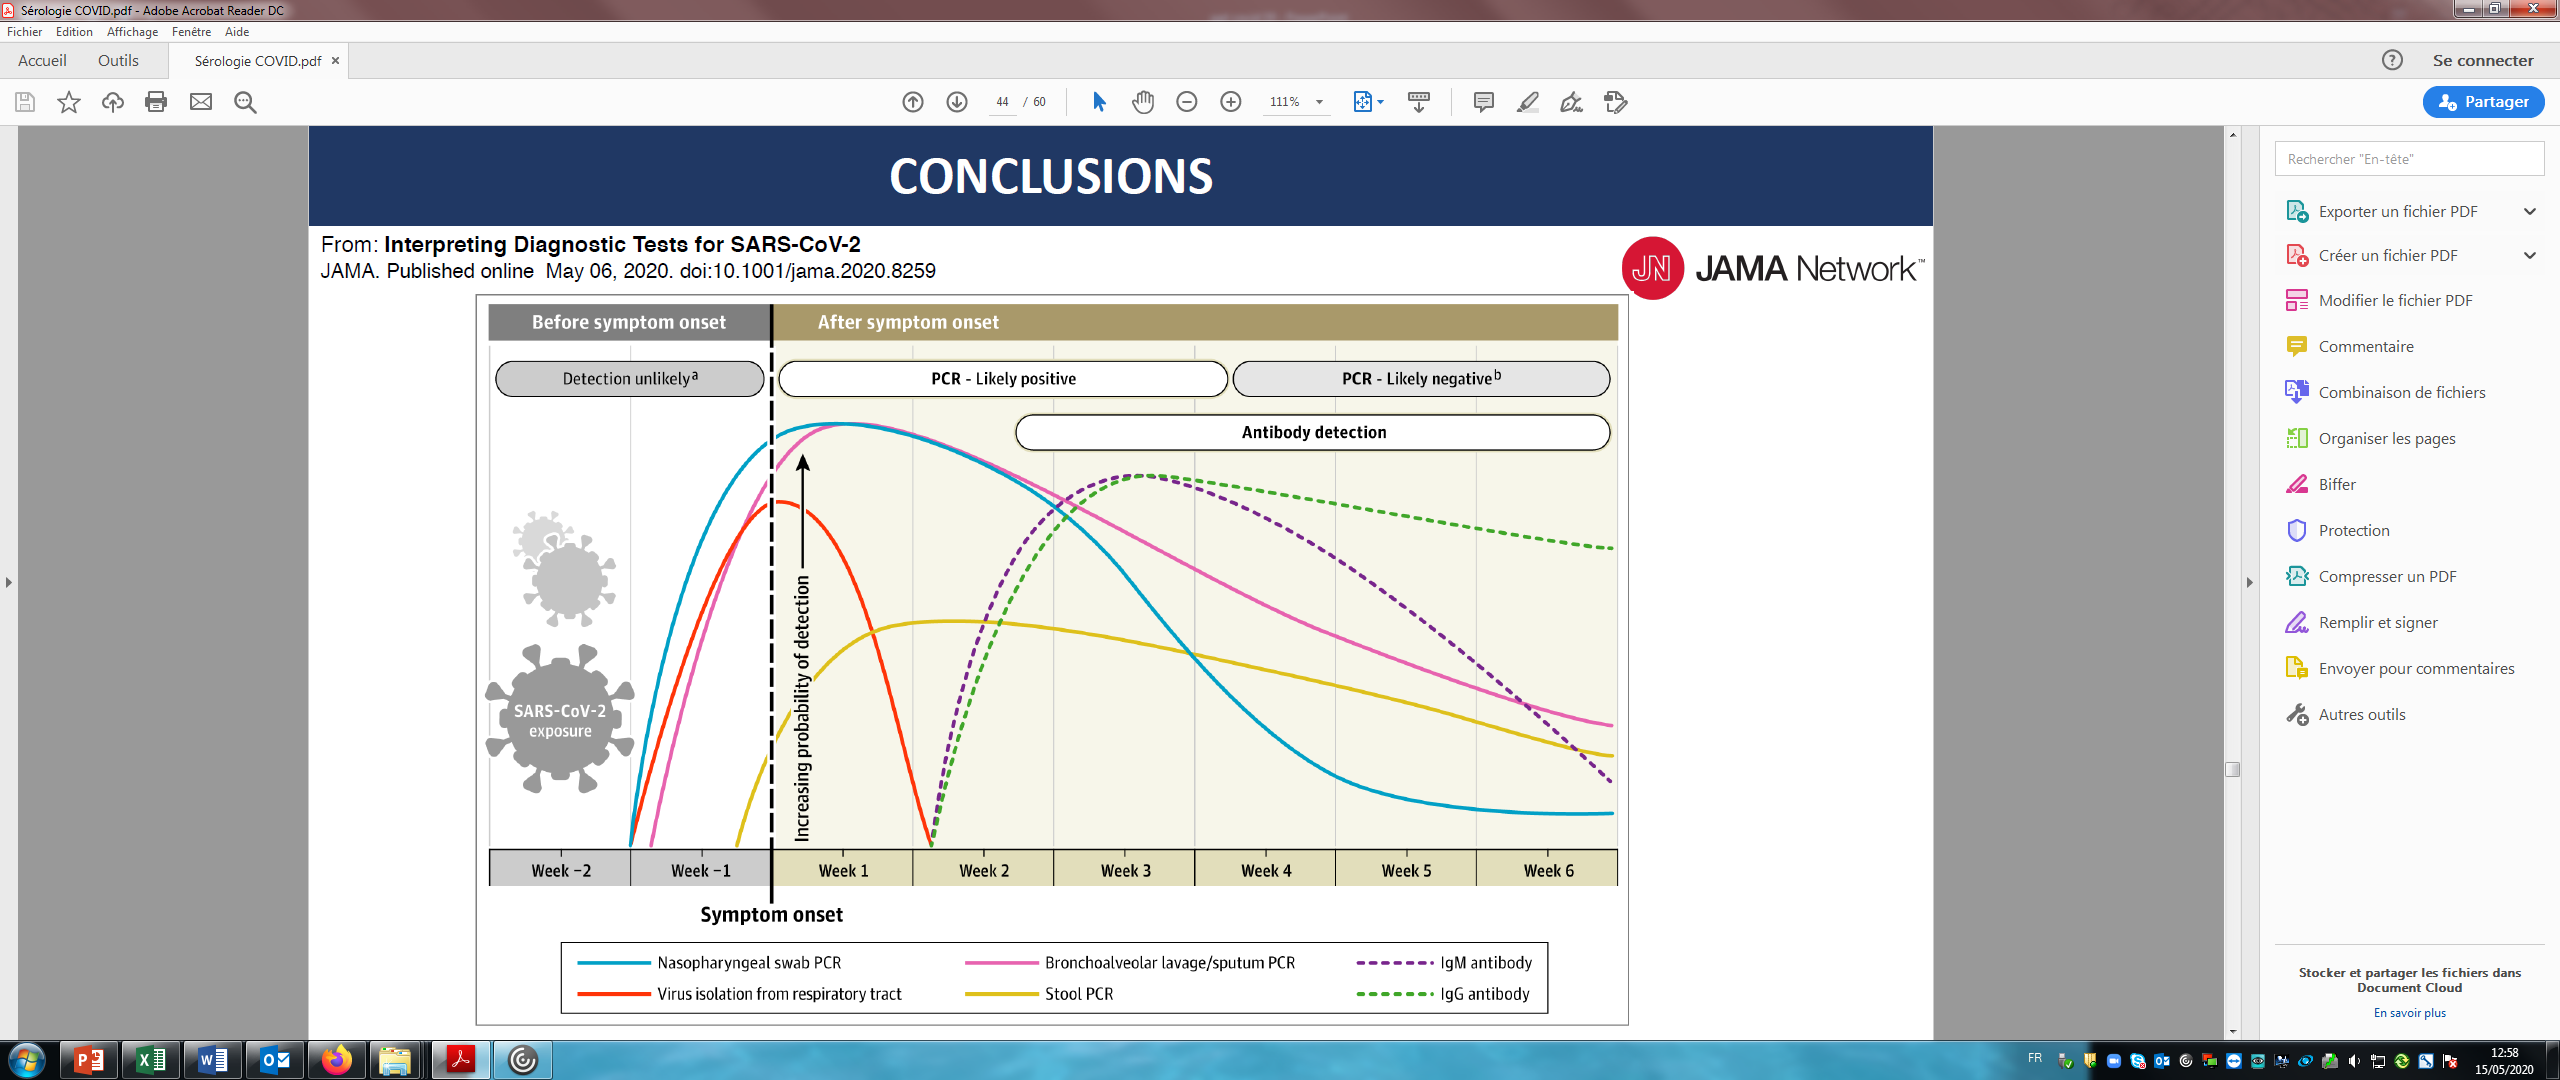 Sérologie COVID.pdf - Adobe Acrobat Reader DC
Fichier Edition Affichage Fenêtre Aide
Accueil Outils Sérologie COVID.pdf × ? Se connecter
44 / 60 111% Partager
CONCLUSIONS
From: Interpreting Diagnostic Tests for SARS-CoV-2
JAMA. Published online May 06, 2020. doi:10.1001/jama.2020.8259
JN JAMA Network™
Before symptom onset After symptom onset
Detection unlikelyᵃ PCR - Likely positive PCR - Likely negativeᵇ
Antibody detection
Increasing probability of detection
SARS-CoV-2
exposure
Week −2 Week −1 Week 1 Week 2 Week 3 Week 4 Week 5 Week 6
Symptom onset
Nasopharyngeal swab PCR Bronchoalveolar lavage/sputum PCR IgM antibody
Virus isolation from respiratory tract Stool PCR IgG antibody
Rechercher "En-tête"
Exporter un fichier PDF
Créer un fichier PDF
Modifier le fichier PDF
Commentaire
Combinaison de fichiers
Organiser les pages
Biffer
Protection
Compresser un PDF
Remplir et signer
Envoyer pour commentaires
Autres outils
Stocker et partager les fichiers dans
Document Cloud
En savoir plus
FR
12:58
15/05/2020